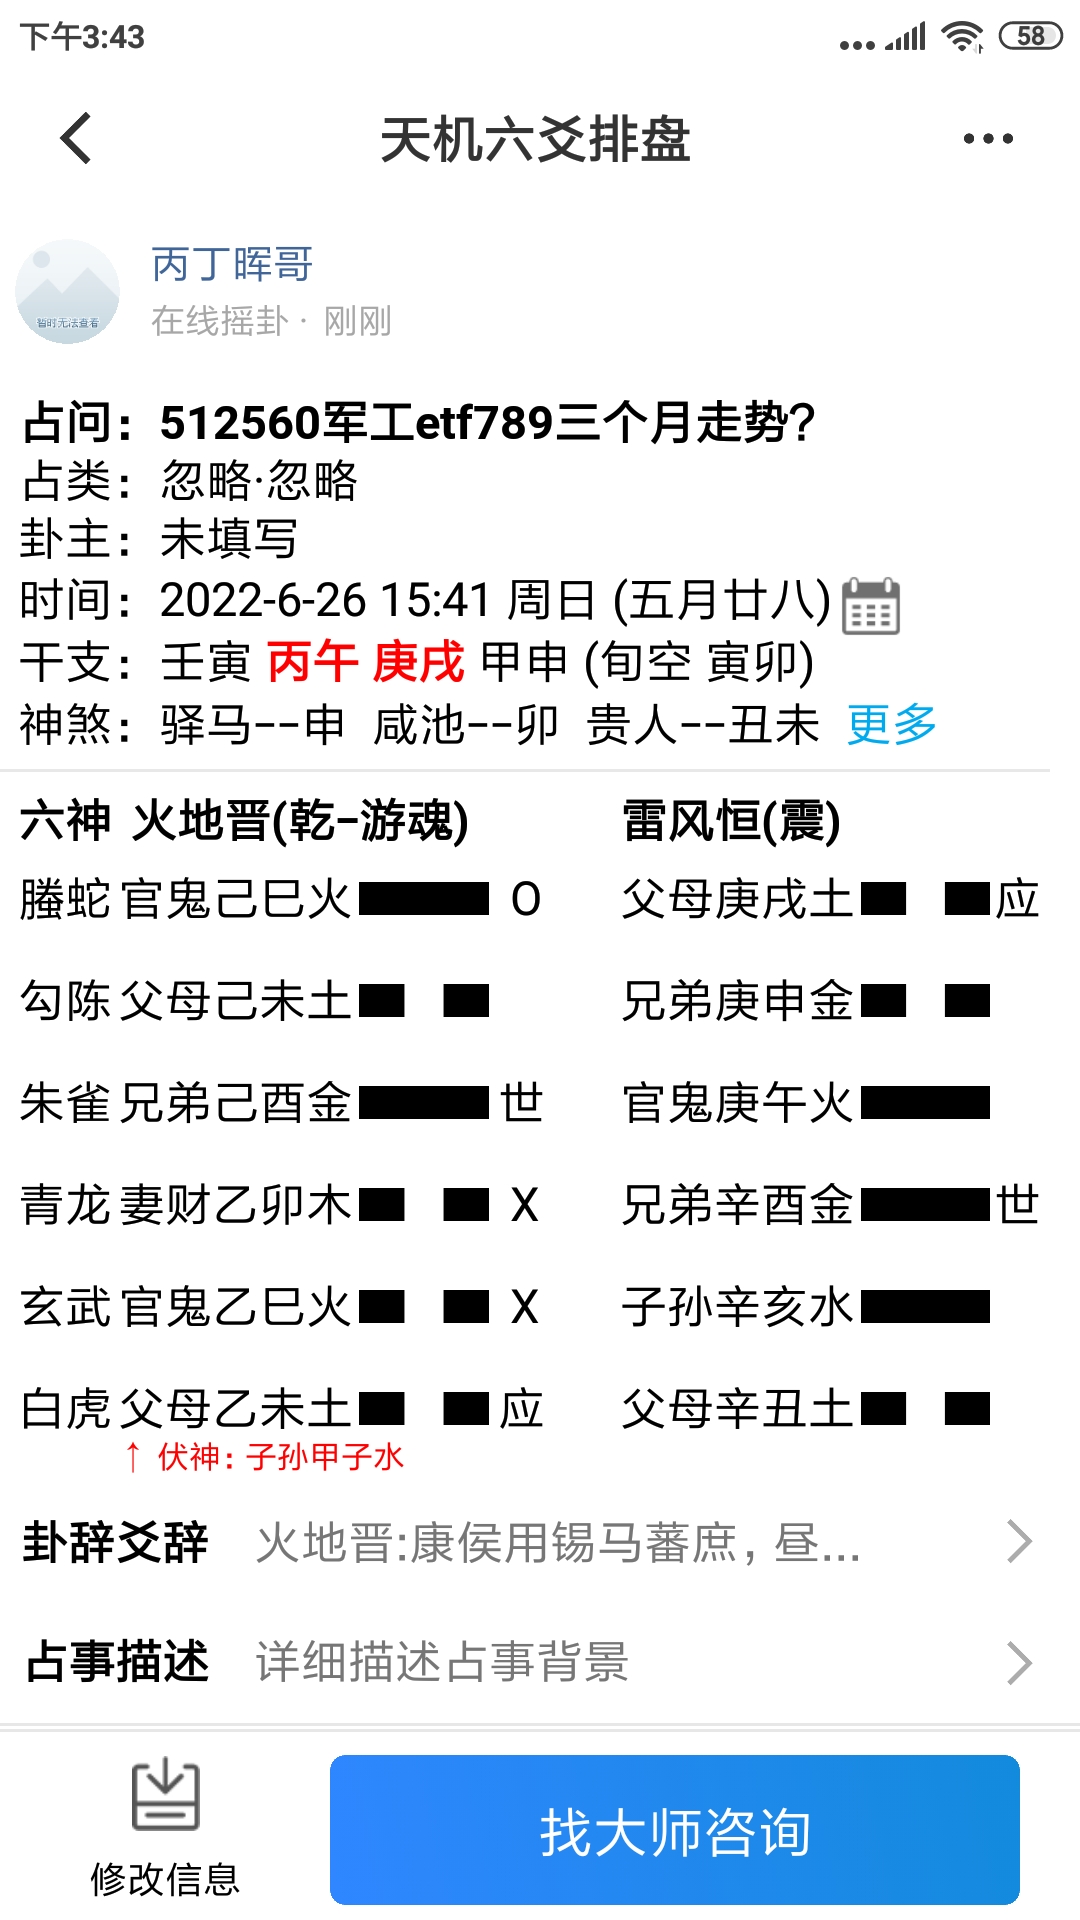 下午3:43
58
天机六爻排盘
暂时无法查看
丙丁晖哥
在线摇卦 · 刚刚
占问：512560军工etf789三个月走势？
占类：忽略·忽略
卦主：未填写
时间：2022-6-26 15:41 周日 (五月廿八)
干支：壬寅 丙午 庚戌 甲申 (旬空 寅卯)
神煞：驿马--申 咸池--卯 贵人--丑未 更多
六神 火地晋(乾-游魂) 雷风恒(震)
螣蛇 官鬼己巳火 O 父母庚戌土 应
勾陈 父母己未土 兄弟庚申金
朱雀 兄弟己酉金 世 官鬼庚午火
青龙 妻财乙卯木 X 兄弟辛酉金 世
玄武 官鬼乙巳火 X 子孙辛亥水
白虎 父母乙未土 应 父母辛丑土
↑ 伏神：子孙甲子水
卦辞爻辞 火地晋:康侯用锡马蕃庶，昼...
占事描述 详细描述占事背景
修改信息
找大师咨询